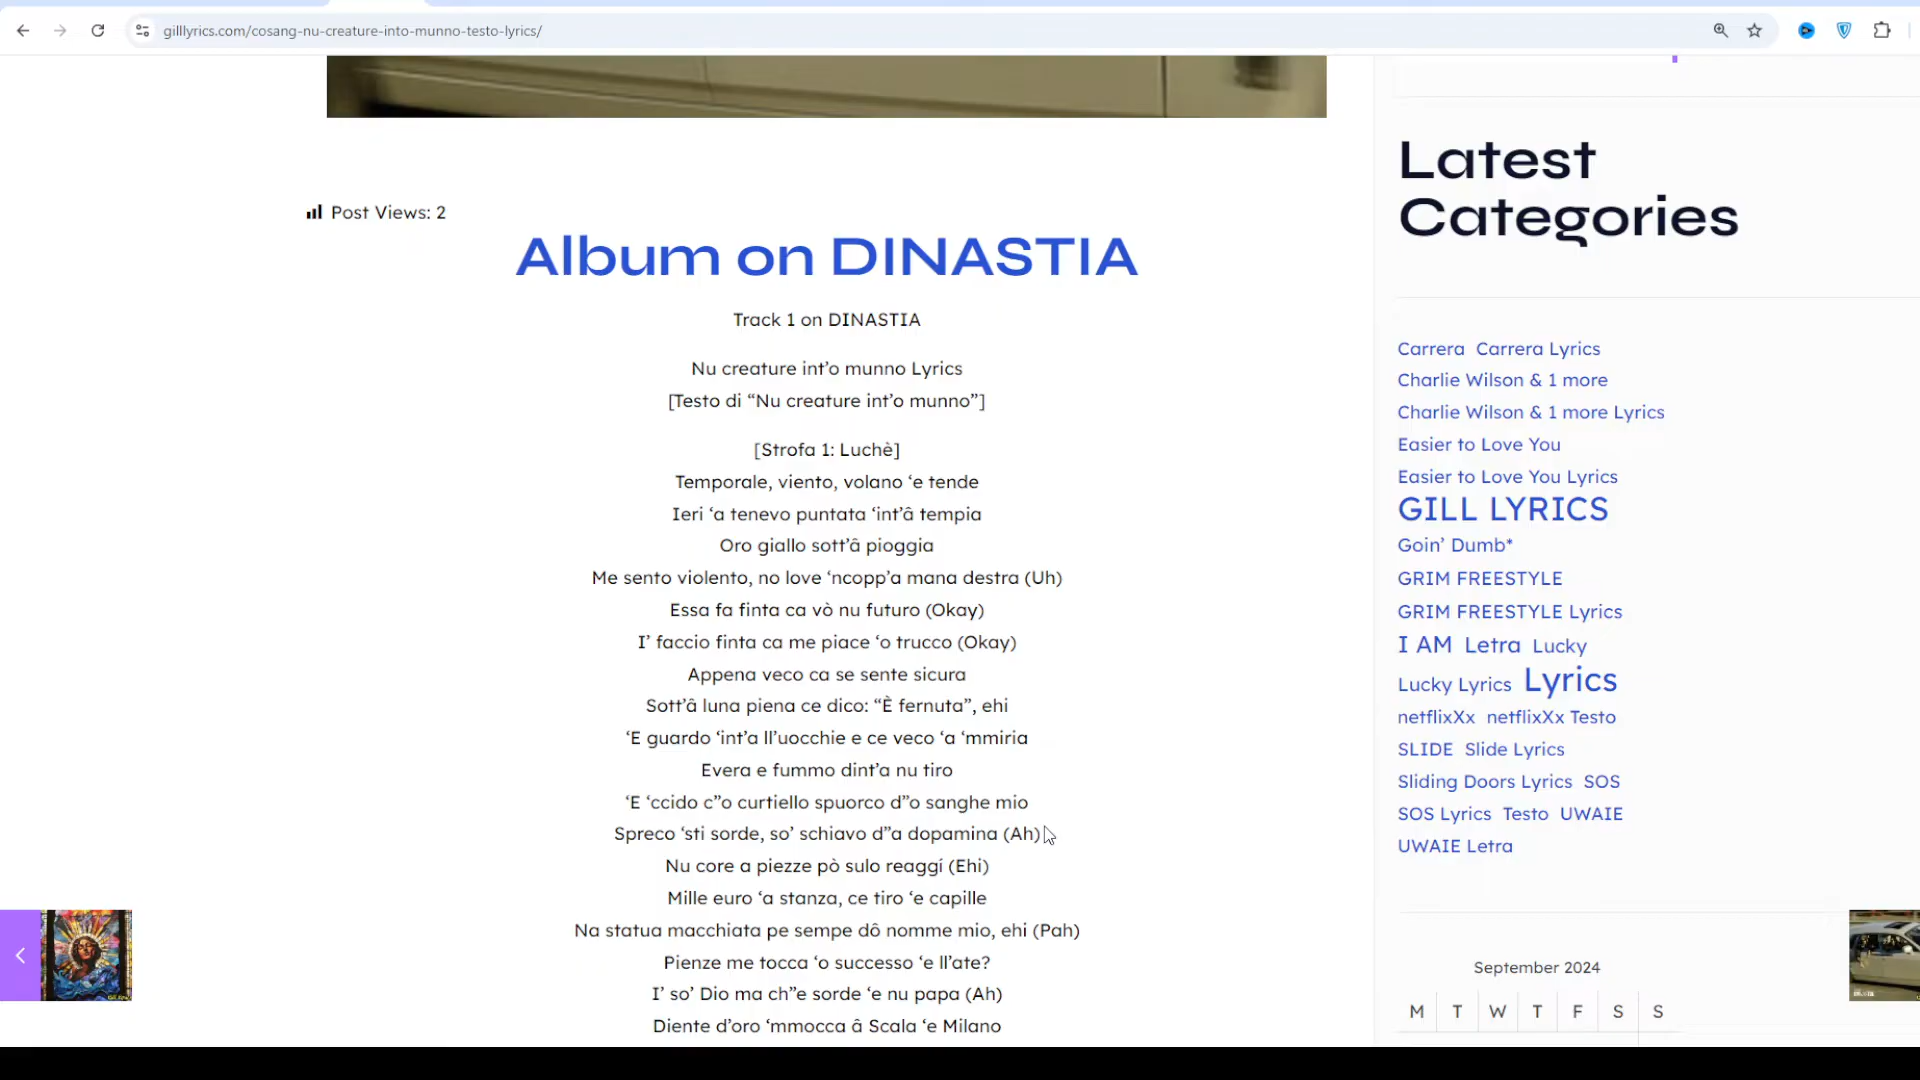 gilllyrics.com/cosang-nu-creature-into-munno-testo-lyrics/
Post Views: 2
Album on DINASTIA
Track 1 on DINASTIA
Nu creature int’o munno Lyrics
[Testo di “Nu creature int’o munno”]
[Strofa 1: Luchè]
Temporale, viento, volano ‘e tende
Ieri ‘a tenevo puntata ‘int’â tempia
Oro giallo sott’â pioggia
Me sento violento, no love ‘ncopp’a mana destra (Uh)
Essa fa finta ca vò nu futuro (Okay)
I’ faccio finta ca me piace ‘o trucco (Okay)
Appena veco ca se sente sicura
Sott’â luna piena ce dico: “È fernuta”, ehi
‘E guardo ‘int’a ll’uocchie e ce veco ‘a ‘mmiria
Evera e fummo dint’a nu tiro
‘E ‘ccido c”o curtiello spuorco d”o sanghe mio
Spreco ‘sti sorde, so’ schiavo d”a dopamina (Ah)
Nu core a piezze pò sulo reaggí (Ehi)
Mille euro ‘a stanza, ce tiro ‘e capille
Na statua macchiata pe sempe dô nomme mio, ehi (Pah)
Pienze me tocca ‘o successo ‘e ll’ate?
I’ so’ Dio ma ch”e sorde ‘e nu papa (Ah)
Diente d’oro ‘mmocca â Scala ‘e Milano
Latest
Categories
Carrera Carrera Lyrics
Charlie Wilson & 1 more
Charlie Wilson & 1 more Lyrics
Easier to Love You
Easier to Love You Lyrics
GILL LYRICS
Goin’ Dumb*
GRIM FREESTYLE
GRIM FREESTYLE Lyrics
I AM Letra Lucky
Lucky Lyrics Lyrics
netflixXx netflixXx Testo
SLIDE Slide Lyrics
Sliding Doors Lyrics SOS
SOS Lyrics Testo UWAIE
UWAIE Letra
September 2024
M T W T F S S